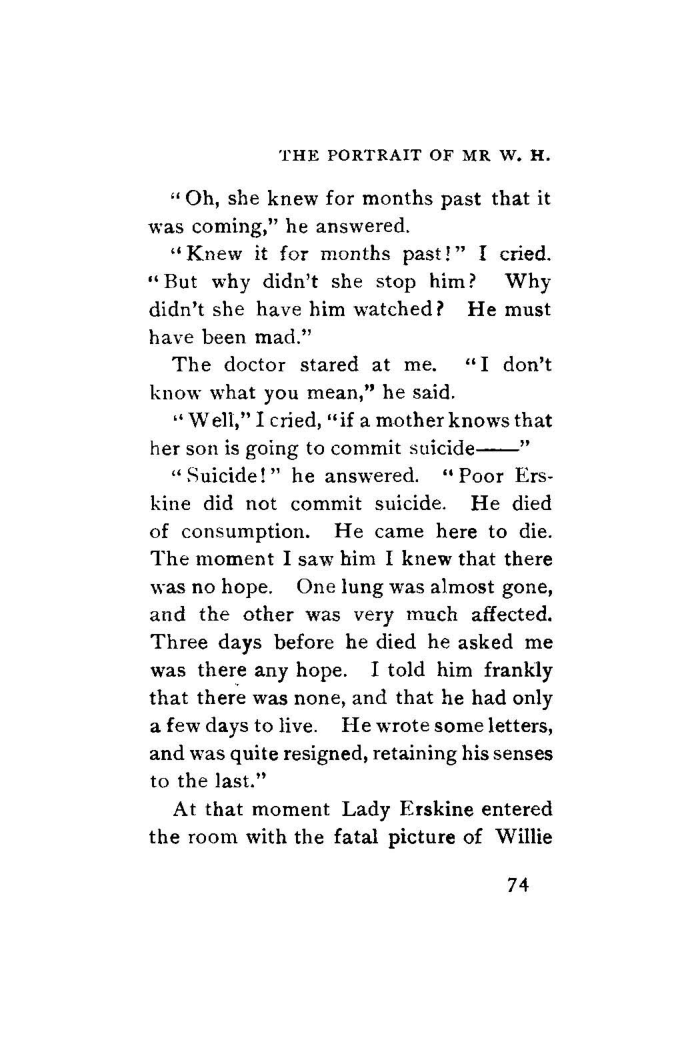 THE PORTRAIT OF MR W. H.
“Oh, she knew for months past that it
was coming,” he answered.
“Knew it for months past!” I cried.
“But why didn’t she stop him? Why
didn’t she have him watched? He must
have been mad.”
The doctor stared at me. “I don’t
know what you mean,” he said.
“Well,” I cried, “if a mother knows that
her son is going to commit suicide——”
“Suicide!” he answered. “Poor Ers-
kine did not commit suicide. He died
of consumption. He came here to die.
The moment I saw him I knew that there
was no hope. One lung was almost gone,
and the other was very much affected.
Three days before he died he asked me
was there any hope. I told him frankly
that there was none, and that he had only
a few days to live. He wrote some letters,
and was quite resigned, retaining his senses
to the last.”
At that moment Lady Erskine entered
the room with the fatal picture of Willie
74